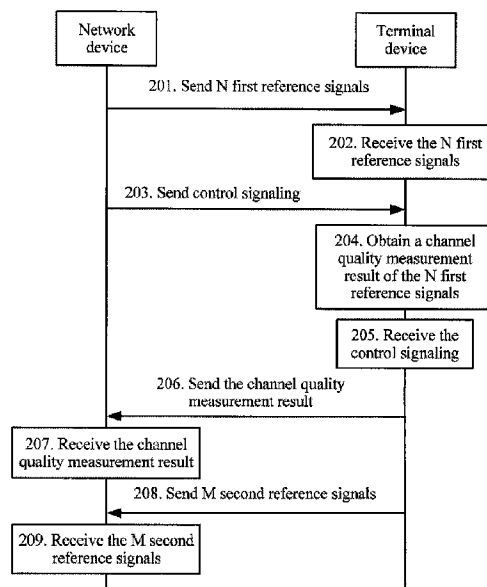 Network
device
Terminal
device
201. Send N first reference signals
202. Receive the N first
reference signals
203. Send control signaling
204. Obtain a channel
quality measurement
result of the N first
reference signals
205. Receive the
control signaling
206. Send the channel quality
measurement result
207. Receive the channel
quality measurement result
208. Send M second reference signals
209. Receive the M second
reference signals